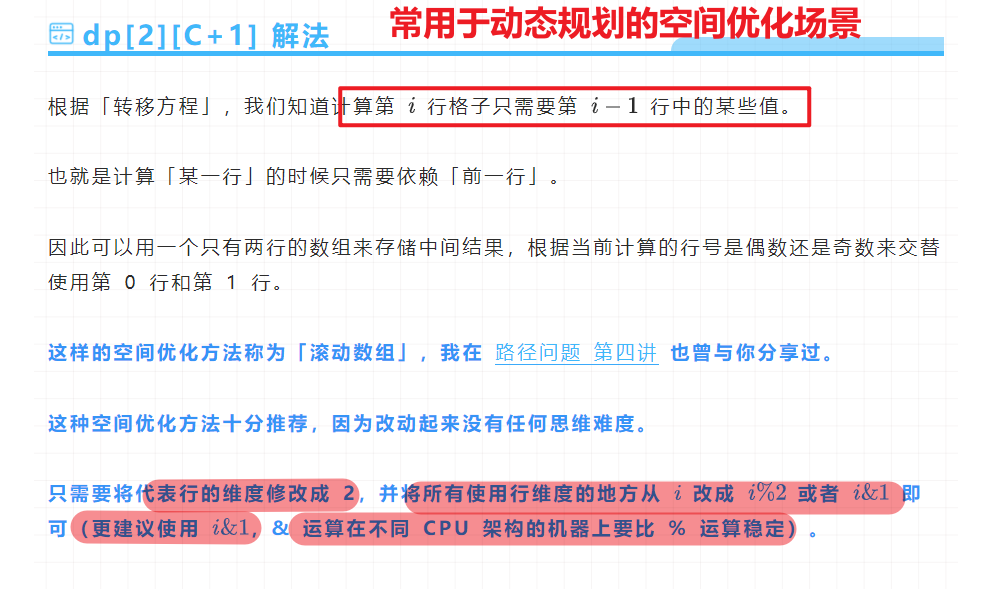 dp[2][C+1] 解法
常用于动态规划的空间优化场景
根据「转移方程」，我们知道计算第 i 行格子只需要第 i − 1 行中的某些值。
也就是计算「某一行」的时候只需要依赖「前一行」。
因此可以用一个只有两行的数组来存储中间结果，根据当前计算的行号是偶数还是奇数来交替
使用第 0 行和第 1 行。
这样的空间优化方法称为「滚动数组」，我在 路径问题 第四讲 也曾与你分享过。
这种空间优化方法十分推荐，因为改动起来没有任何思维难度。
只需要将代表行的维度修改成 2，并将所有使用行维度的地方从 i 改成 i%2 或者 i&1 即
可（更建议使用 i&1，& 运算在不同 CPU 架构的机器上要比 % 运算稳定）。